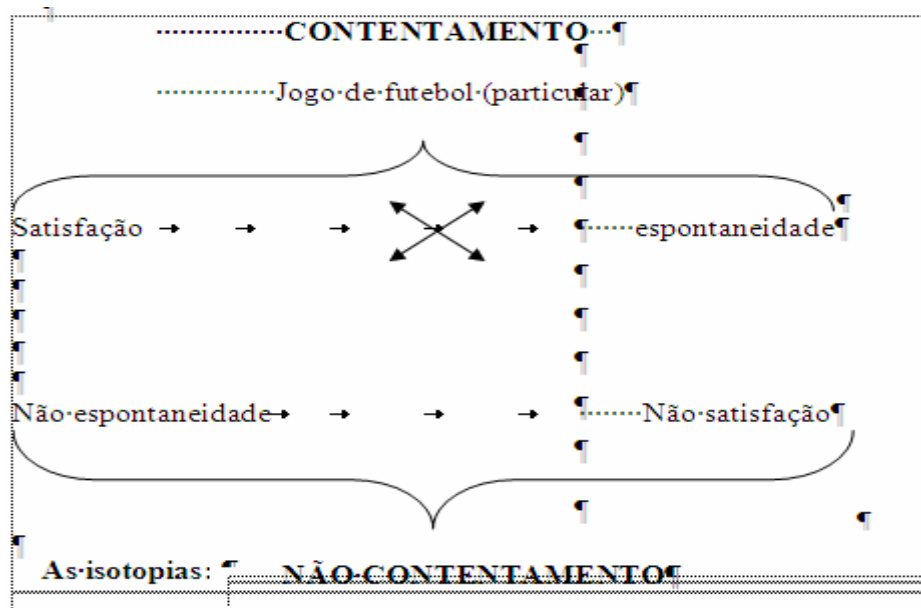 CONTENTAMENTO
Jogo de futebol (particular)
Satisfação espontaneidade
Não espontaneidade Não satisfação
As isotopias: NÃO CONTENTAMENTO